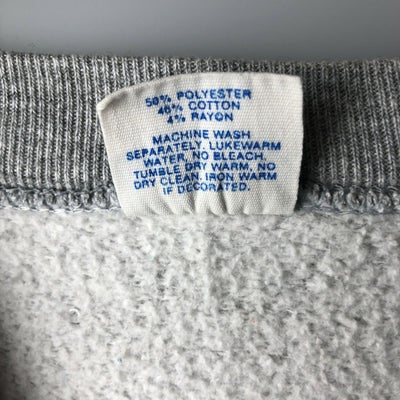 50% POLYESTER
46% COTTON
4% RAYON
MACHINE WASH
SEPARATELY, LUKEWARM
WATER, NO BLEACH.
TUMBLE DRY WARM, NO
DRY CLEAN. IRON WARM
IF DECORATED.